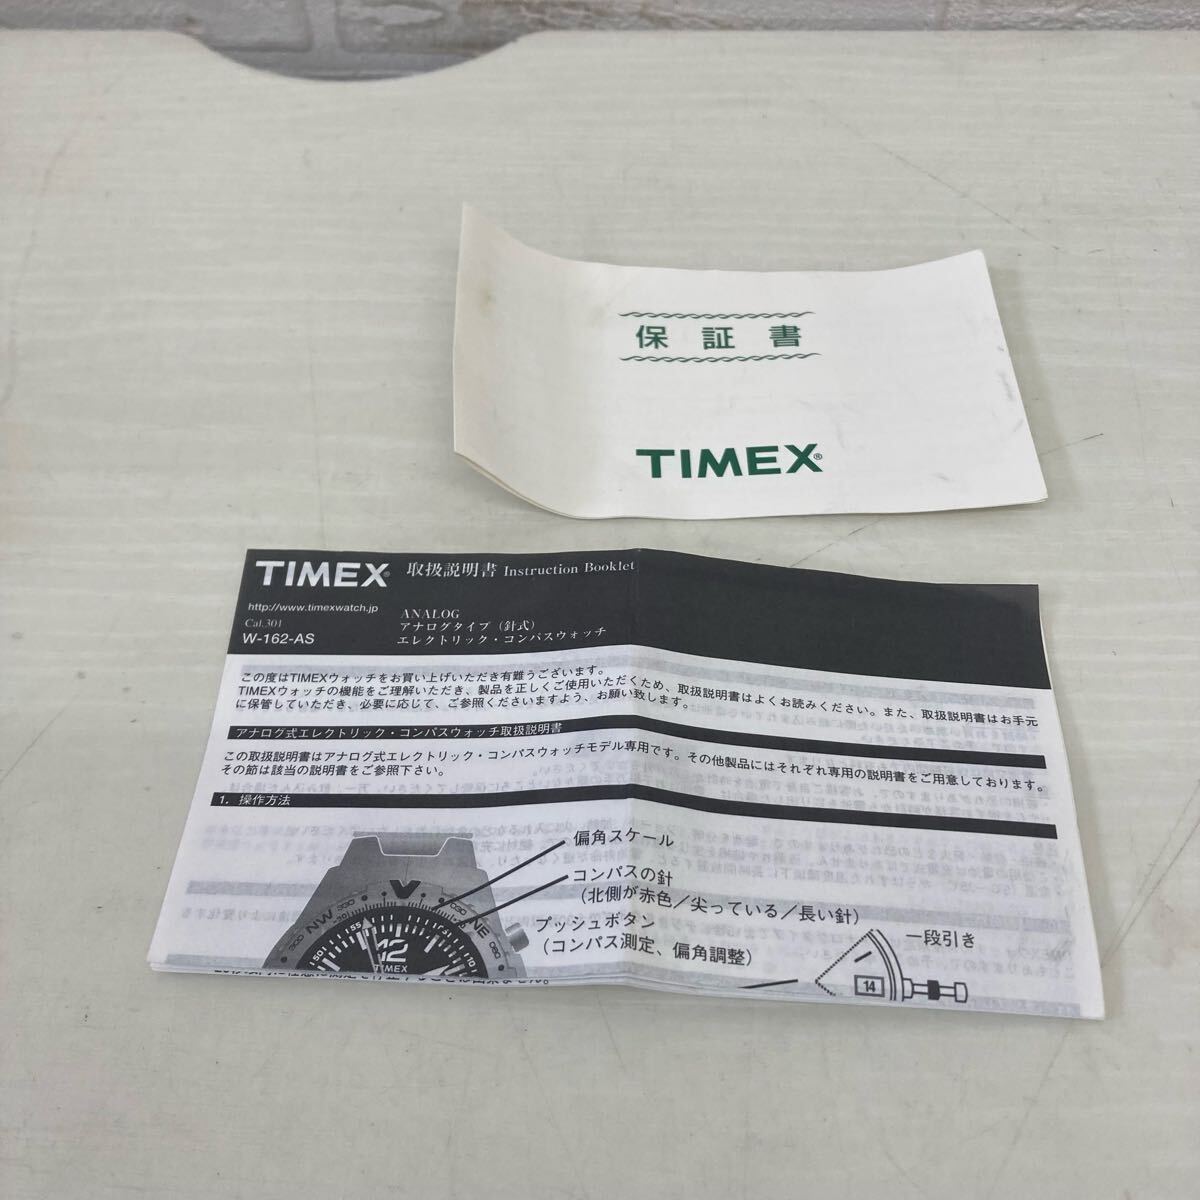 保証書
TIMEX®
TIMEX® 取扱説明書 Instruction Booklet
http://www.timexwatch.jp
Cal.301
W-162-AS
ANALOG
アナログタイプ（針式）
エレクトリック・コンパスウォッチ
この度はTIMEXウォッチをお買い上げいただき有難うございます。
TIMEXウォッチの機能をご理解いただき、製品を正しくご使用いただくため、取扱説明書はよくお読みください。また、取扱説明書はお手元
に保管していただき、必要に応じて、ご参照くださいますよう、お願い致します。
アナログ式エレクトリック・コンパスウォッチ取扱説明書
この取扱説明書はアナログ式エレクトリック・コンパスウォッチモデル専用です。その他製品にはそれぞれ専用の説明書をご用意しております。
その節は該当の説明書をご参照下さい。
1. 操作方法
偏角スケール
コンパスの針
（北側が赤色／尖っている／長い針）
プッシュボタン
（コンパス測定、偏角調整）
一段引き
14
NW 330 30 NE
55 12 10
TIMEX